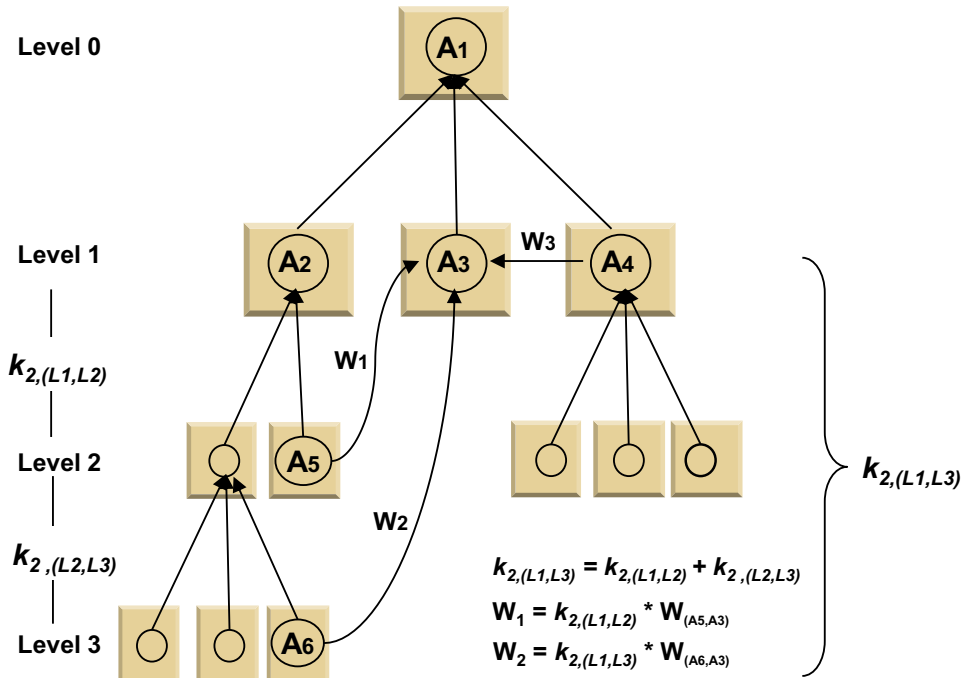 Level 0
A1
Level 1
A2
A3
W3
A4
k2,(L1,L2)
W1
Level 2
A5
k2,(L1,L3)
W2
k2 ,(L2,L3)
k2,(L1,L3) = k2,(L1,L2) + k2 ,(L2,L3)
W1 = k2,(L1,L2) * W(A5,A3)
Level 3
A6
W2 = k2,(L1,L3) * W(A6,A3)